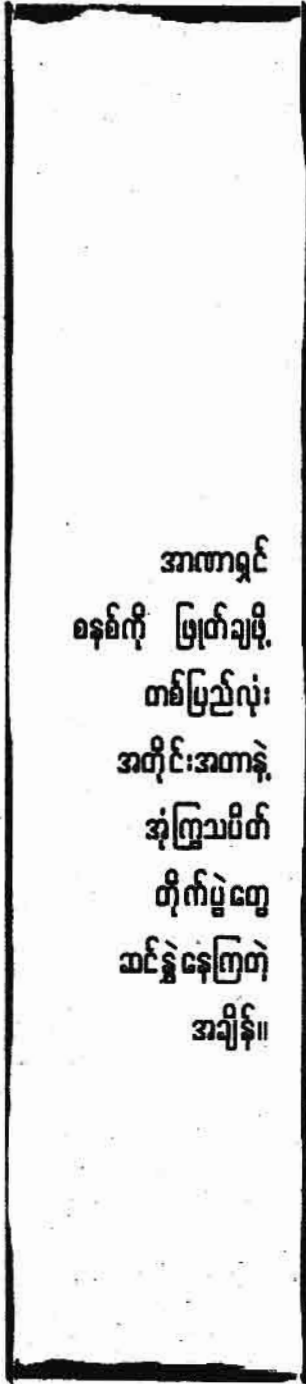 အာဏာရှင်
စနစ်ကို ဖြုတ်ချဖို့
တစ်ပြည်လုံး
အတိုင်းအတာနဲ့
အုံကြွသပိတ်
တိုက်ပွဲတွေ
ဆင်နွှဲနေကြတဲ့
အချိန်။